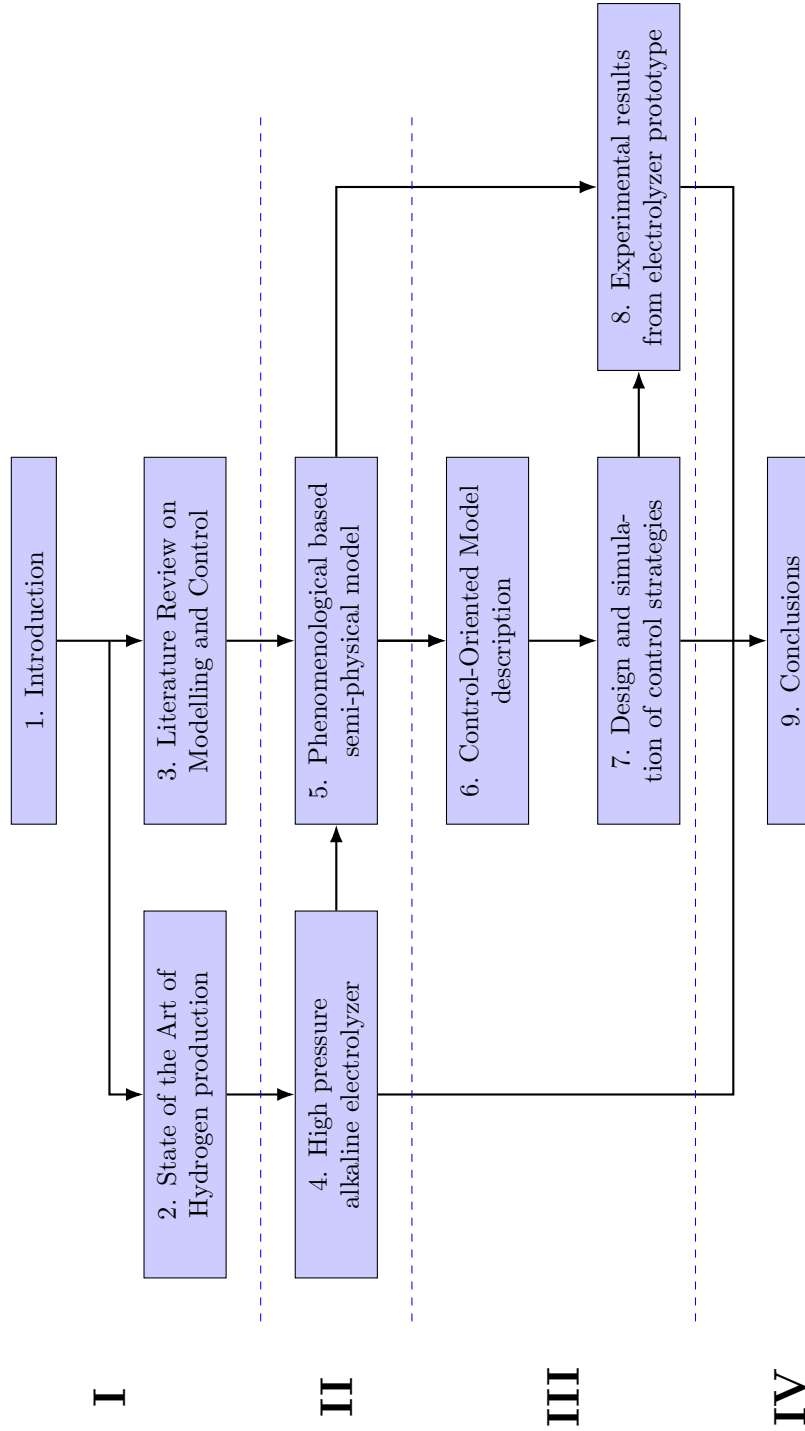 I
II
III
IV
1. Introduction
2. State of the Art of
Hydrogen production
3. Literature Review on
Modelling and Control
4. High pressure
alkaline electrolyzer
5. Phenomenological based
semi-physical model
6. Control-Oriented Model
description
7. Design and simula-
tion of control strategies
8. Experimental results
from electrolyzer prototype
9. Conclusions